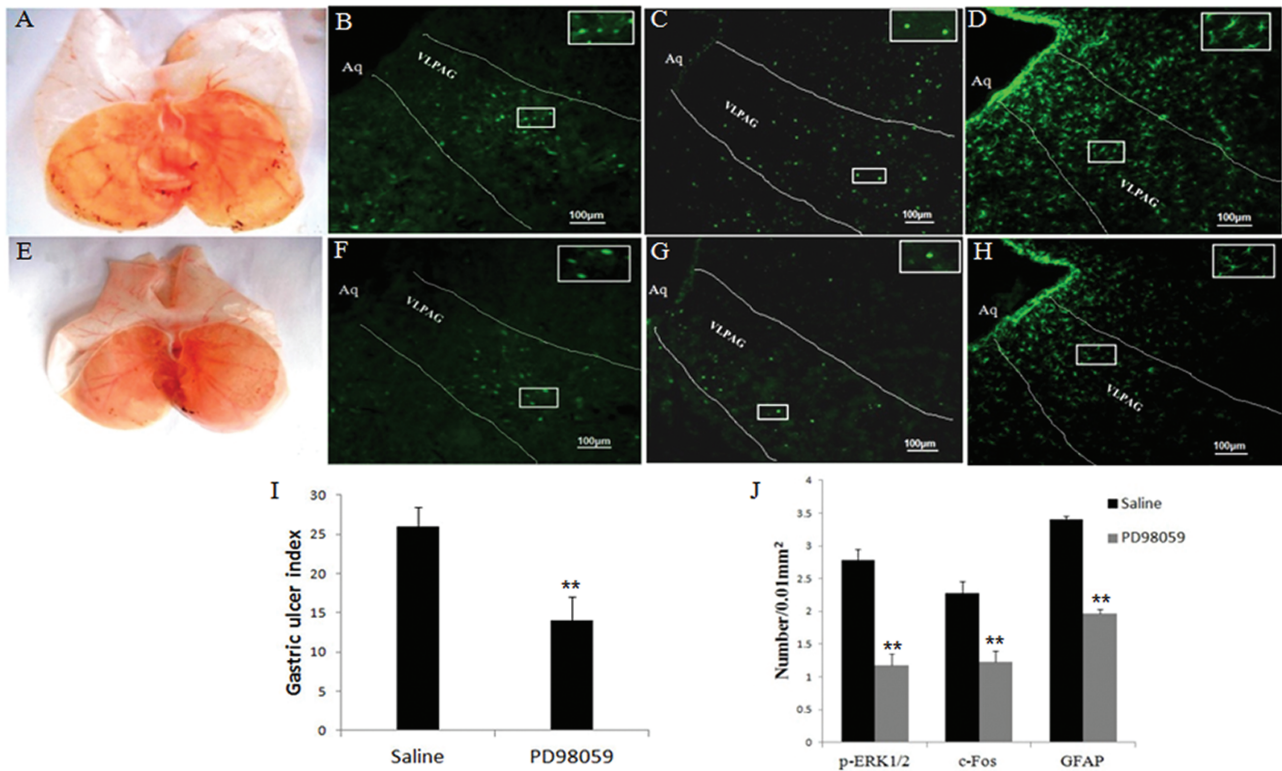 A
B
VLPAG
Aq
100µm
C
VLPAG
Aq
100µm
D
Aq
VLPAG
100µm
E
F
VLPAG
Aq
100µm
G
Aq
VLPAG
100µm
H
Aq
VLPAG
100µm
I
Gastric ulcer index
30
25
20
15
10
5
0
**
Saline
PD98059
J
Number/0.01mm²
4
3.5
3
2.5
2
1.5
1
0.5
0
Saline
PD98059
**
**
**
p-ERK1/2
c-Fos
GFAP